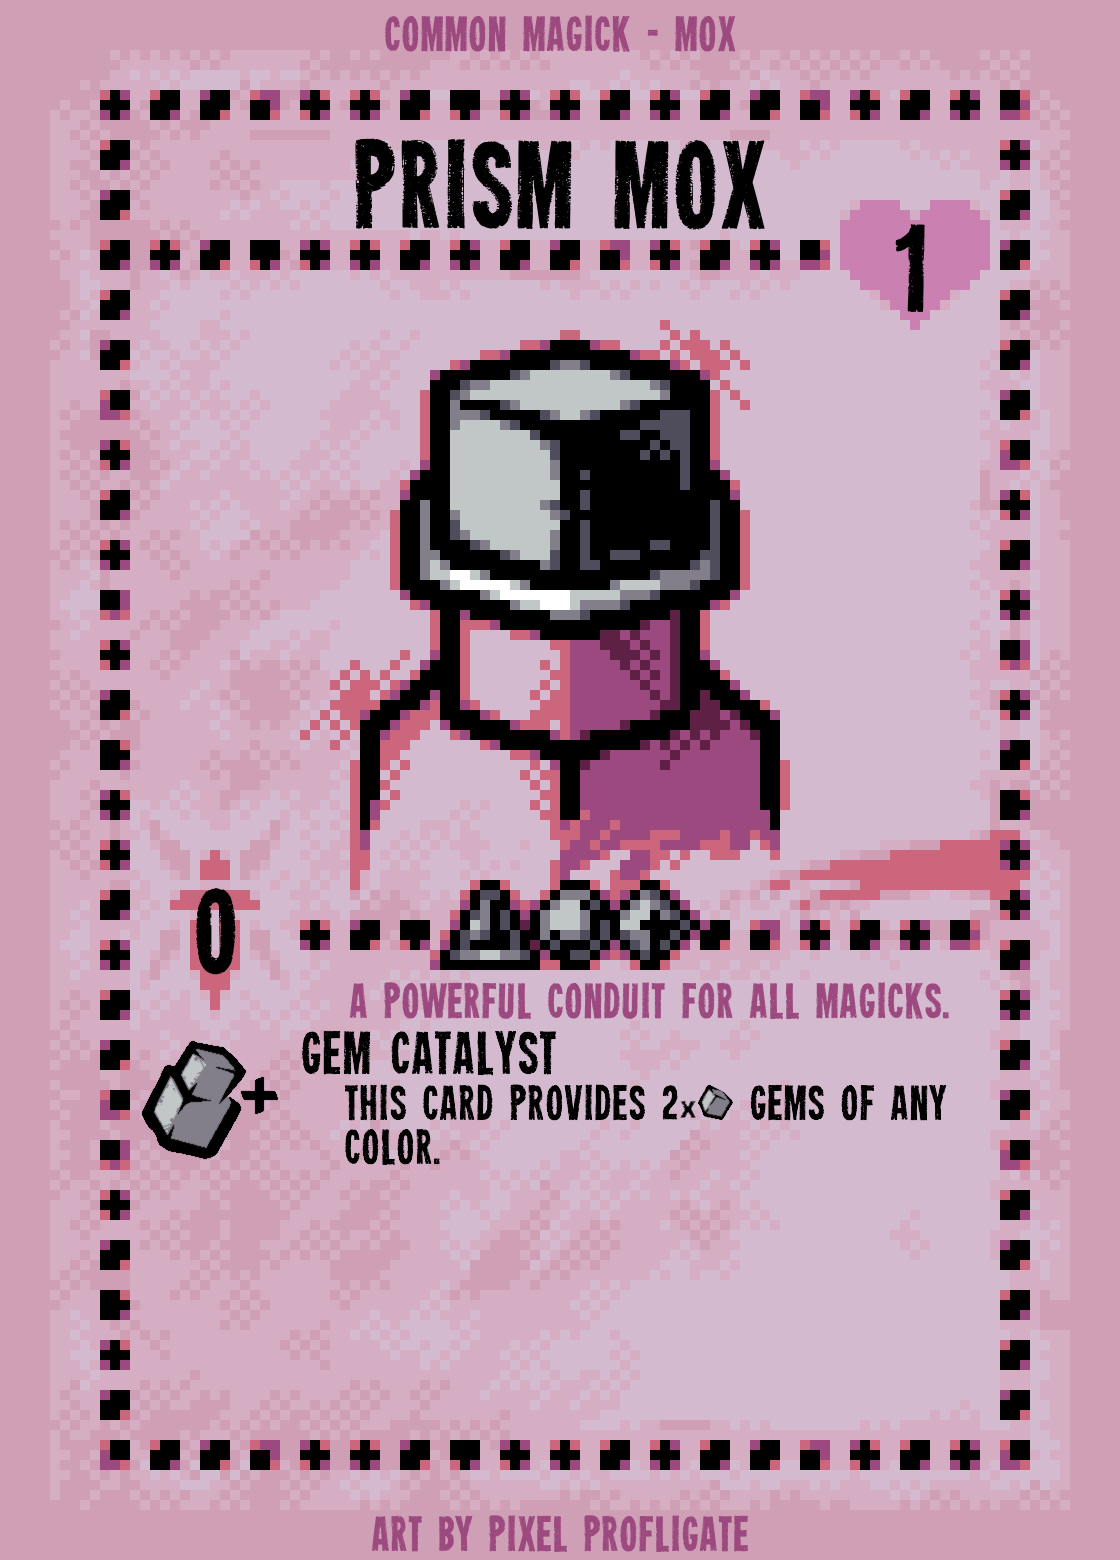 COMMON MAGICK - MOX
PRISM MOX
1
0
A POWERFUL CONDUIT FOR ALL MAGICKS.
GEM CATALYST
THIS CARD PROVIDES 2x GEMS OF ANY
COLOR.
+
ART BY PIXEL PROFLIGATE